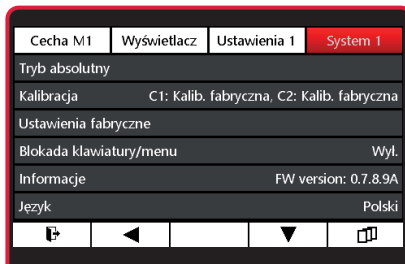 Cecha M1 Wyświetlacz Ustawienia 1 System 1
Tryb absolutny
Kalibracja C1: Kalib. fabryczna, C2: Kalib. fabryczna
Ustawienia fabryczne
Blokada klawiatury/menu Wył.
Informacje FW version: 0.7.8.9A
Język Polski